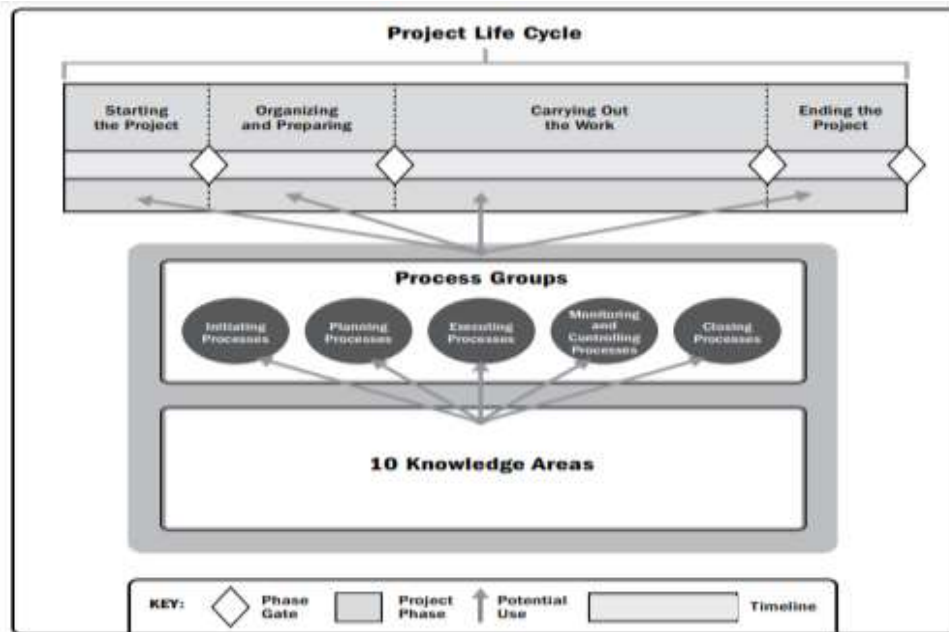 Project Life Cycle
Starting
the Project
Organizing
and Preparing
Carrying Out
the Work
Ending the
Project
Process Groups
Initiating
Processes
Planning
Processes
Executing
Processes
Monitoring
and
Controlling
Processes
Closing
Processes
10 Knowledge Areas
KEY:
Phase
Gate
Project
Phase
Potential
Use
Timeline